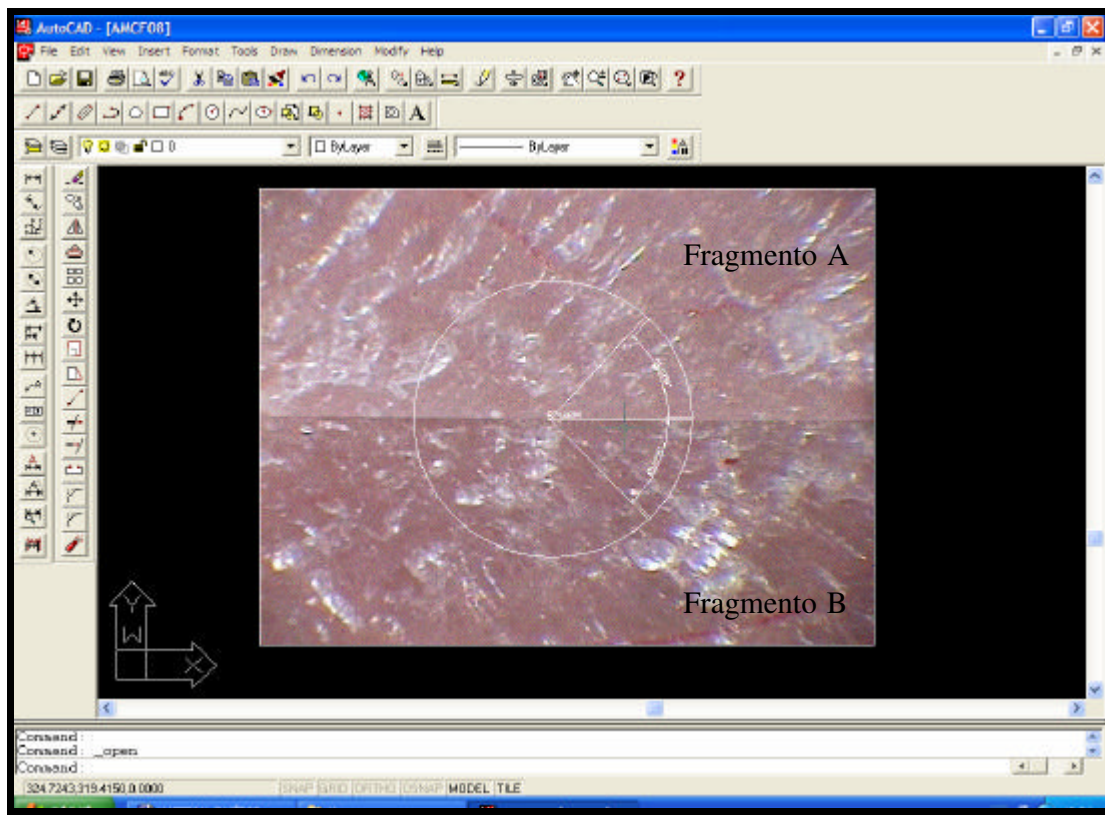 AutoCAD - [AMCF08]
File Edit View Insert Format Tools Draw Dimension Modify Help
0 ByLayer ByLayer
Fragmento A
Fragmento B
Y
W
X
Command:
Command: _open
Command:
324.7243,319.4150,0.0000 SNAP GRID ORTHO OSNAP MODEL TILE